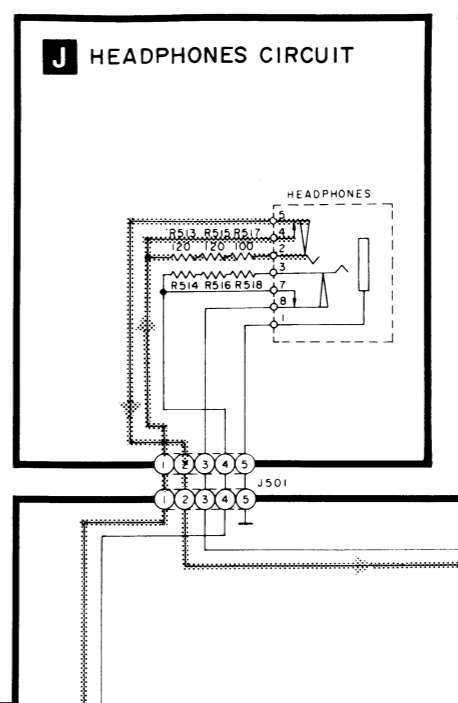 J HEADPHONES CIRCUIT
HEADPHONES
5
R513 R515 R517 4
120 120 100 2
3
R514 R516 R518 7
8
1
1 2 3 4 5
J501
1 2 3 4 5